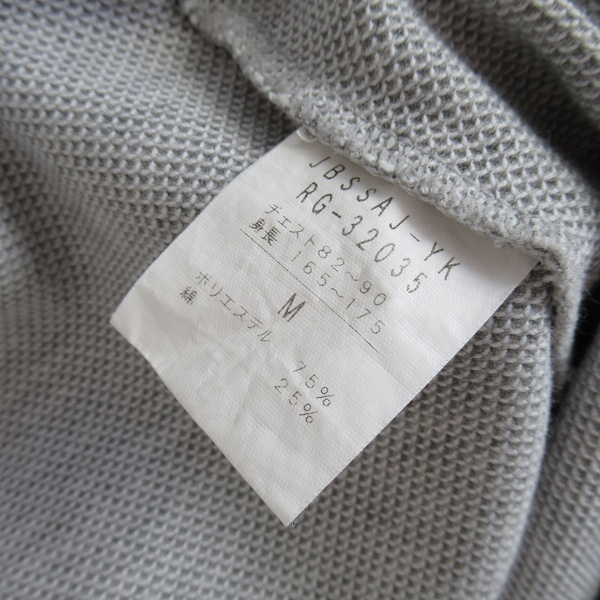 JBSSAJ-YK
RG-32035
チェスト82～90
身長 165～175
M
ポリエステル 75%
綿 25%